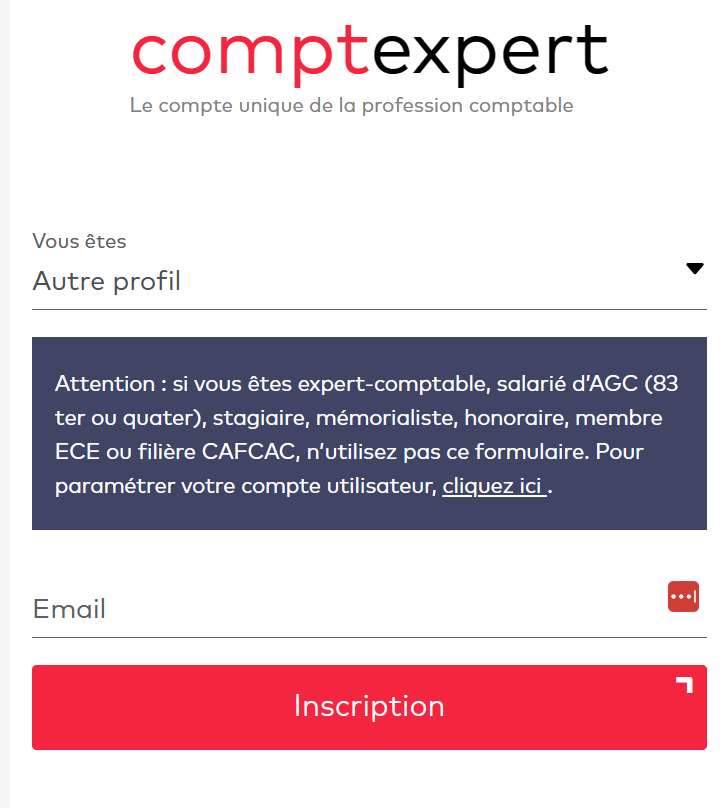 comptexpert
Le compte unique de la profession comptable
Vous êtes
Autre profil
Attention : si vous êtes expert-comptable, salarié d’AGC (83
ter ou quater), stagiaire, mémorialiste, honoraire, membre
ECE ou filière CAFCAC, n’utilisez pas ce formulaire. Pour
paramétrer votre compte utilisateur, cliquez ici .
Email
Inscription